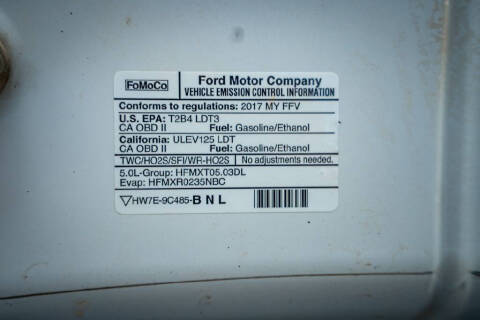 FoMoCo Ford Motor Company
VEHICLE EMISSION CONTROL INFORMATION
Conforms to regulations: 2017 MY FFV
U.S. EPA: T2B4 LDT3
CA OBD II Fuel: Gasoline/Ethanol
California: ULEV125 LDT
CA OBD II Fuel: Gasoline/Ethanol
TWC/HO2S/SFI/WR-HO2S No adjustments needed.
5.0L-Group: HFMXT05.03DL
Evap: HFMXR0235NBC
HW7E-9C485-B N L